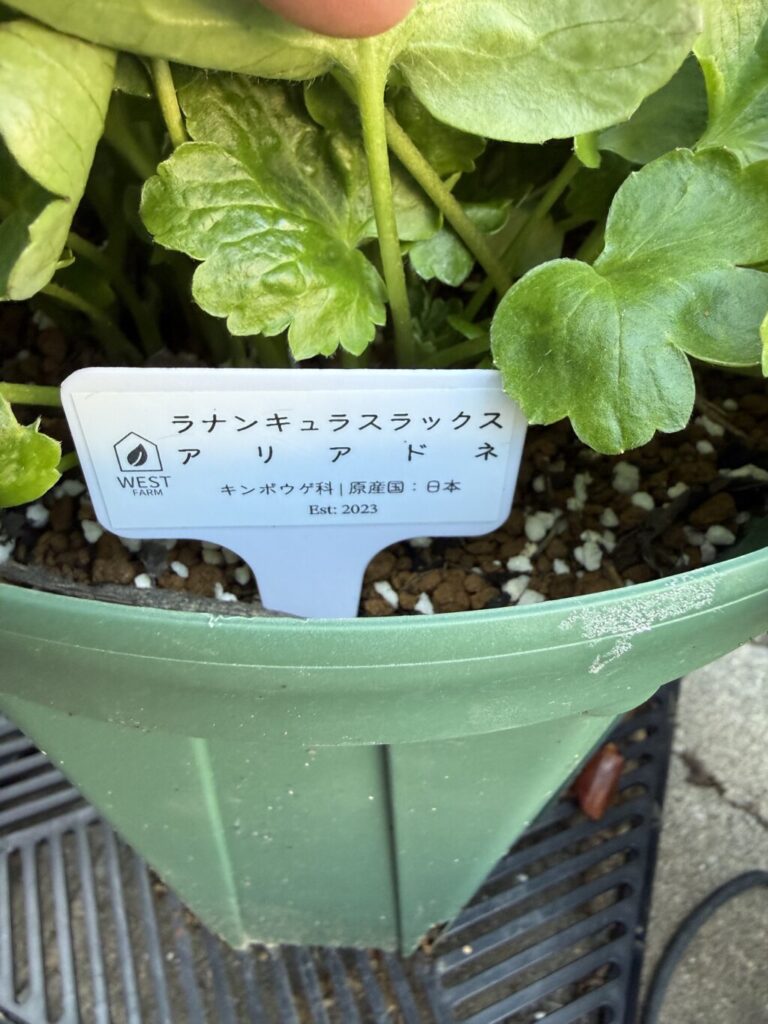 ラナンキュラスラックス
アリアドネ
WEST
FARM
キンポウゲ科 | 原産国：日本
Est: 2023